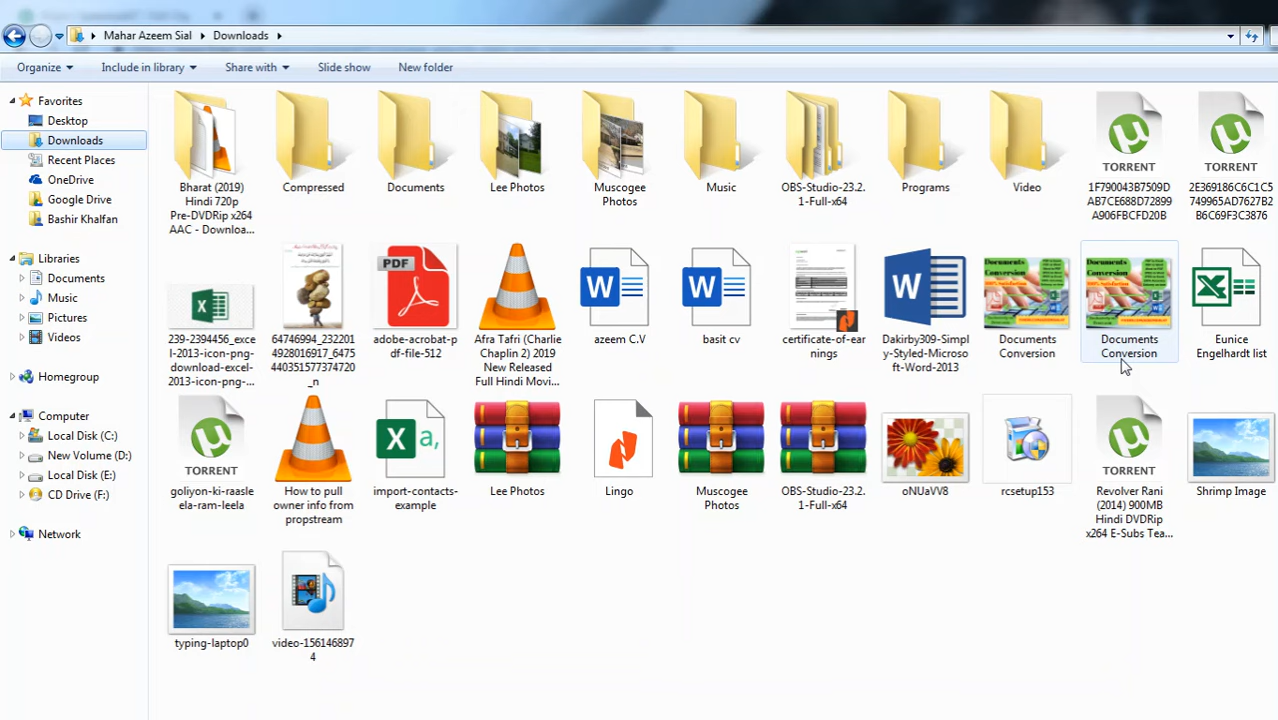 Mahar Azeem Sial
Downloads
Organize
Include in library
Share with
Slide show
New folder
Favorites
Desktop
Downloads
Recent Places
OneDrive
Google Drive
Bashir Khalfan
Libraries
Documents
Music
Pictures
Videos
Homegroup
Computer
Local Disk (C:)
New Volume (D:)
Local Disk (E:)
CD Drive (F:)
Network
Bharat (2019)
Hindi 720p
Pre-DVDRip x264
AAC - Downloa...
Compressed
Documents
Lee Photos
Muscogee
Photos
Music
OBS-Studio-23.2.
1-Full-x64
Programs
Video
TORRENT
1F790043B7509D
AB7CE688D72899
A906FBCFD20B
TORRENT
2E369186C6C1C5
749965AD7627B2
B6C69F3C3876
239-2394456_exce
l-2013-icon-png-
download-excel-
2013-icon-png-...
64746994_232201
4928016917_6475
440351577374720
_n
PDF
adobe-acrobat-p
df-file-512
Afra Tafri (Charlie
Chaplin 2) 2019
New Released
Full Hindi Movi...
W
azeem C.V
W
basit cv
certificate-of-ear
nings
W
Dakirby309-Simpl
y-Styled-Microso
ft-Word-2013
Documents
Conversion
Documents
Conversion
Documents
Conversion
Documents
Conversion
X
Eunice
Engelhardt list
TORRENT
goliyon-ki-raasle
ela-ram-leela
How to pull
owner info from
propstream
X a,
import-contacts-
example
Lee Photos
Lingo
Muscogee
Photos
OBS-Studio-23.2.
1-Full-x64
oNUaVV8
rcsetup153
TORRENT
Revolver Rani
(2014) 900MB
Hindi DVDRip
x264 E-Subs Tea...
Shrimp Image
typing-laptop0
video-156146897
4